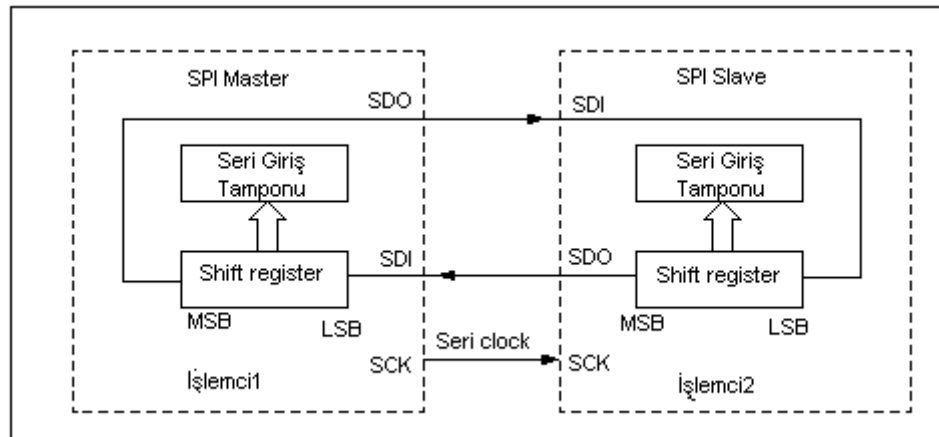 SPI Master
SPI Slave
SDO
SDI
Seri Giriş
Tamponu
Seri Giriş
Tamponu
SDI
SDO
Shift register
Shift register
MSB
LSB
MSB
LSB
Seri clock
SCK
SCK
İşlemci1
İşlemci2